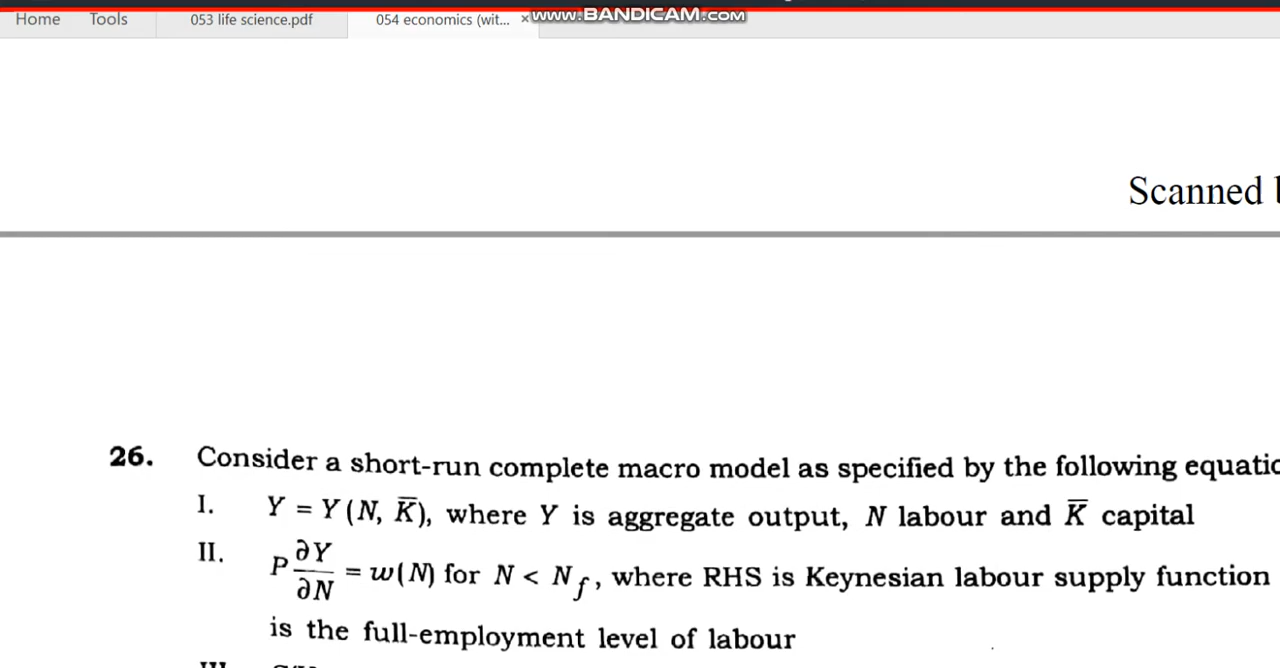 Home Tools 053 life science.pdf 054 economics (wit... × www.BANDICAM.com
Scanned
26. Consider a short-run complete macro model as specified by the following
I. Y = Y(N, K̅), where Y is aggregate output, N labour and K̅ capital
II. P ∂Y/∂N = w(N) for N < N_f, where RHS is Keynesian labour supply function
is the full-employment level of labour